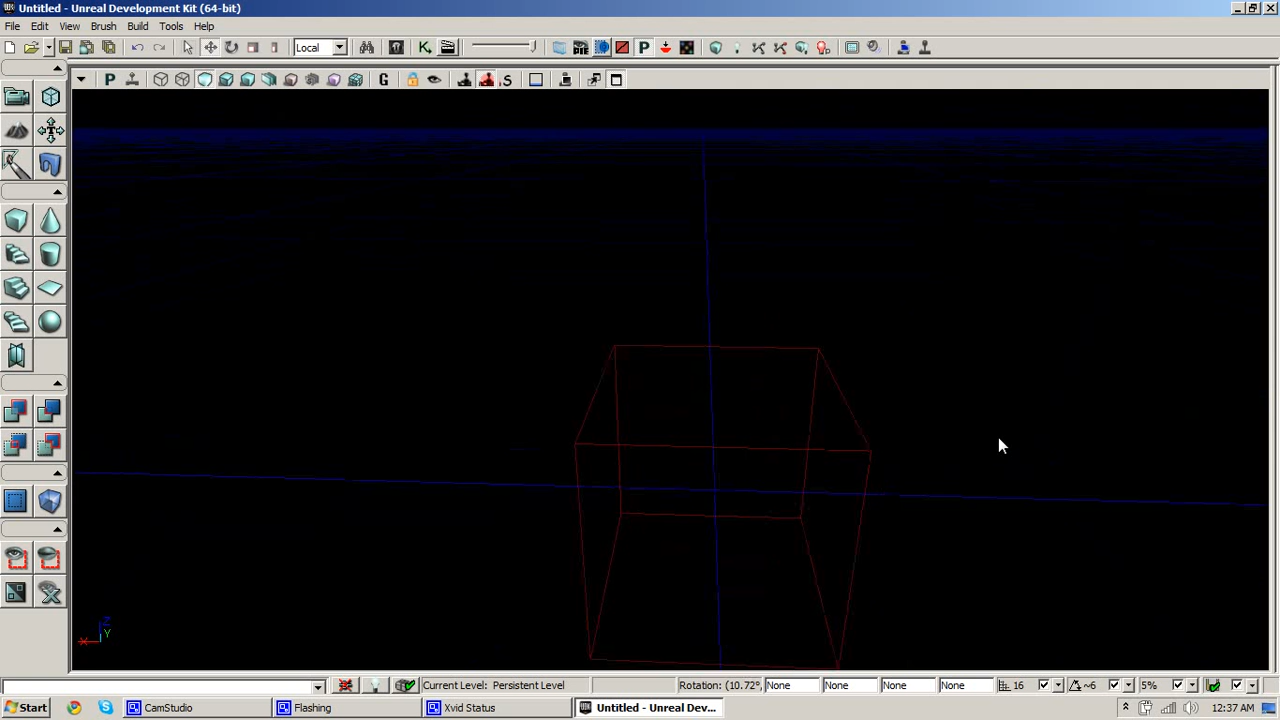 Untitled - Unreal Development Kit (64-bit)
File Edit View Brush Build Tools Help
Local PIE P
P G S
Z
X Y
Current Level: Persistent Level Rotation: (10.72° None None None None 16 ~6 5%
Start CamStudio Flashing Xvid Status Untitled - Unreal Dev... 12:37 AM